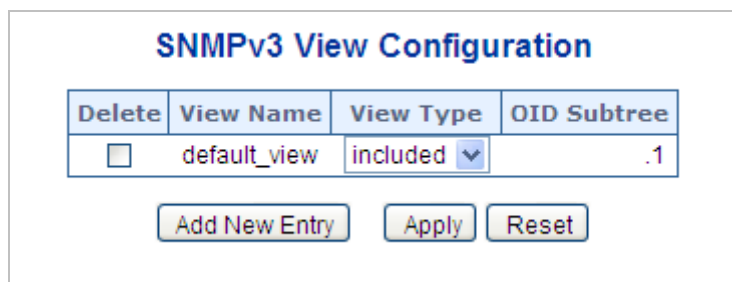 SNMPv3 View Configuration
Delete View Name View Type OID Subtree
default_view included .1
Add New Entry Apply Reset